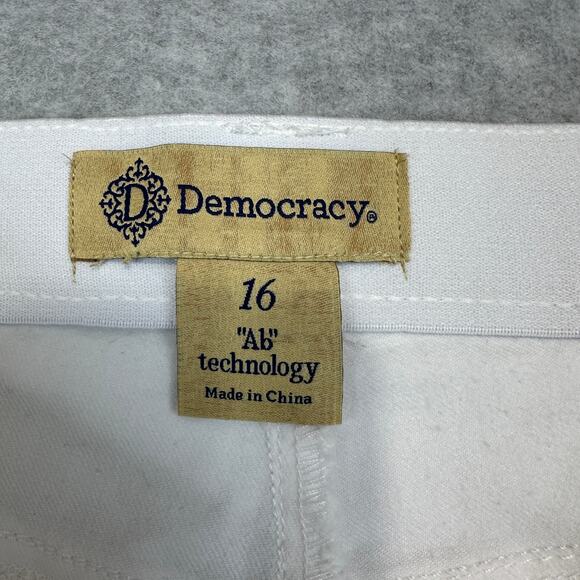 D Democracy®
16
"Ab"
technology
Made in China